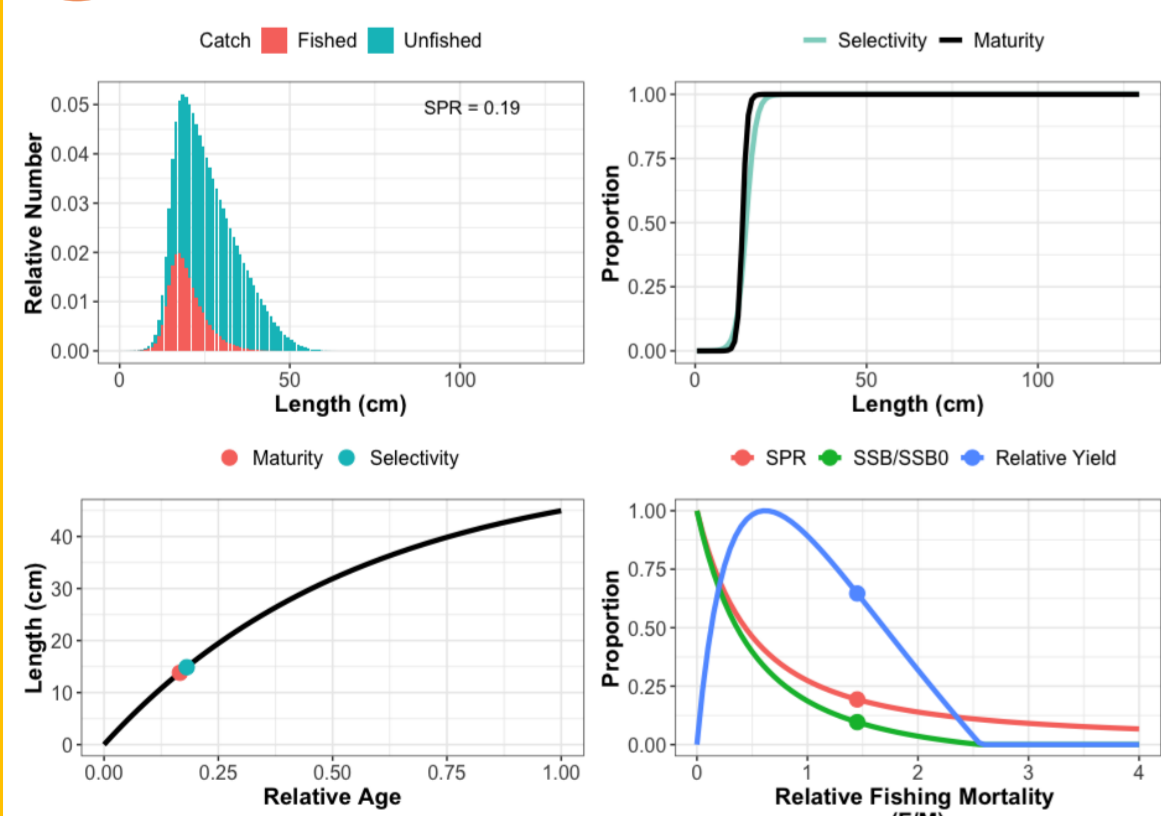 Catch Fished Unfished
SPR = 0.19
Relative Number
0.05
0.04
0.03
0.02
0.01
0.00
0 50 100
Length (cm)
Selectivity Maturity
Proportion
1.00
0.75
0.50
0.25
0.00
0 50 100
Length (cm)
Maturity Selectivity
Length (cm)
40
30
20
10
0
0.00 0.25 0.50 0.75 1.00
Relative Age
SPR SSB/SSB0 Relative Yield
Proportion
1.00
0.75
0.50
0.25
0.00
0 1 2 3 4
Relative Fishing Mortality
(F/M)